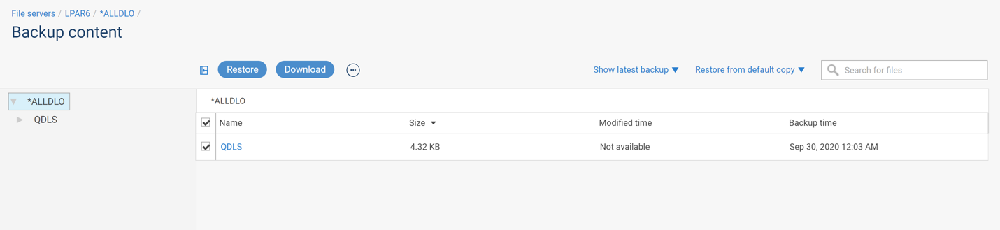 File servers / LPAR6 / *ALLDLO /
Backup content
Restore Download Show latest backup Restore from default copy Search for files
*ALLDLO
QDLS
*ALLDLO
Name Size Modified time Backup time
QDLS 4.32 KB Not available Sep 30, 2020 12:03 AM